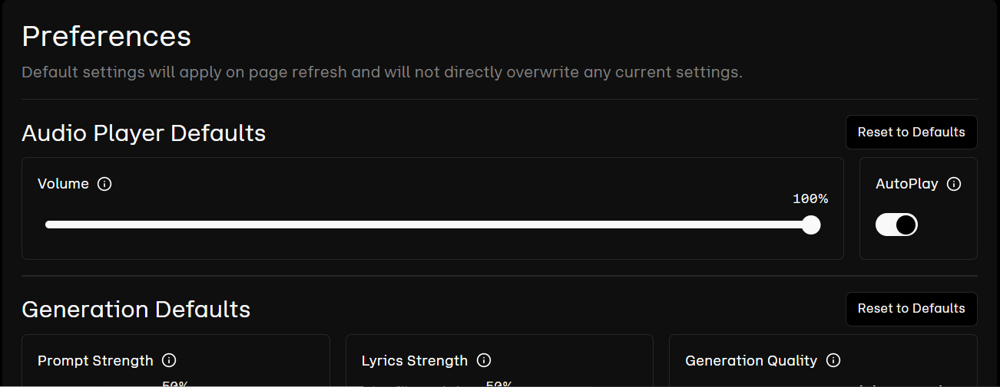 Preferences
Default settings will apply on page refresh and will not directly overwrite any current settings.
Audio Player Defaults
Reset to Defaults
Volume
AutoPlay
100%
Generation Defaults
Reset to Defaults
Prompt Strength
Lyrics Strength
Generation Quality
50%
50%